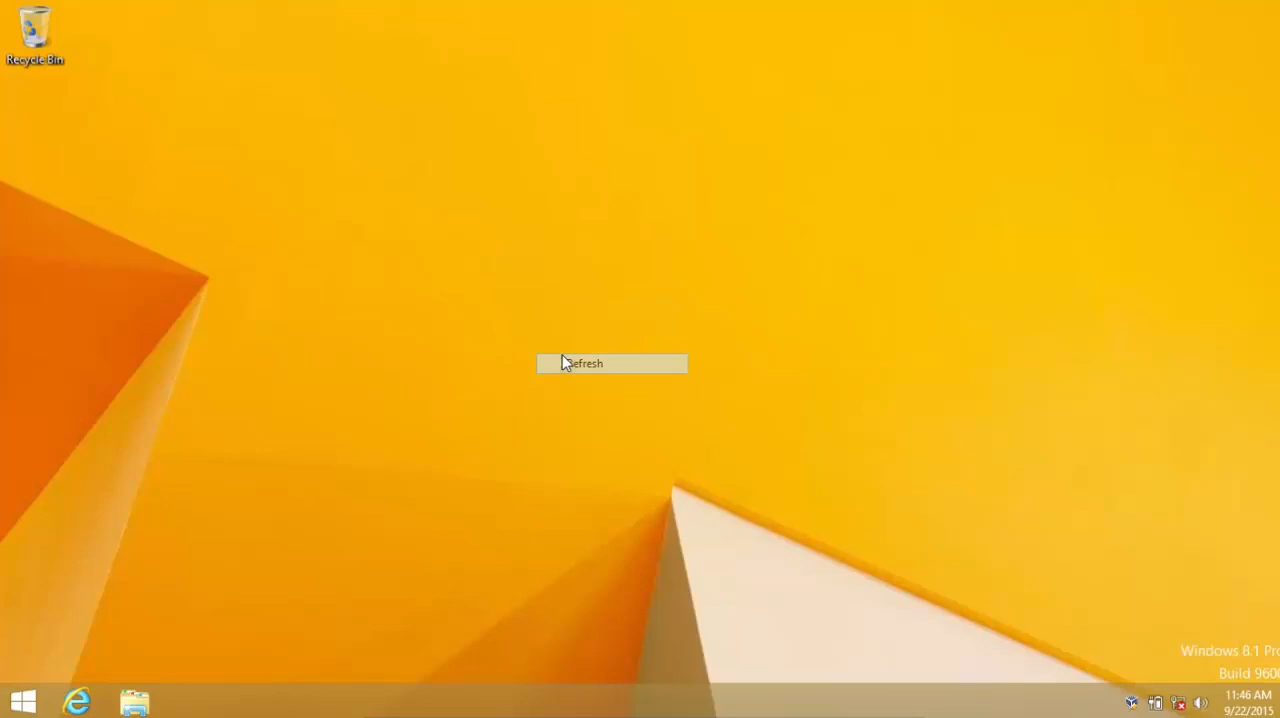 Recycle Bin
Refresh
Windows 8.1 Pro
Build 9600
11:46 AM
9/22/2015